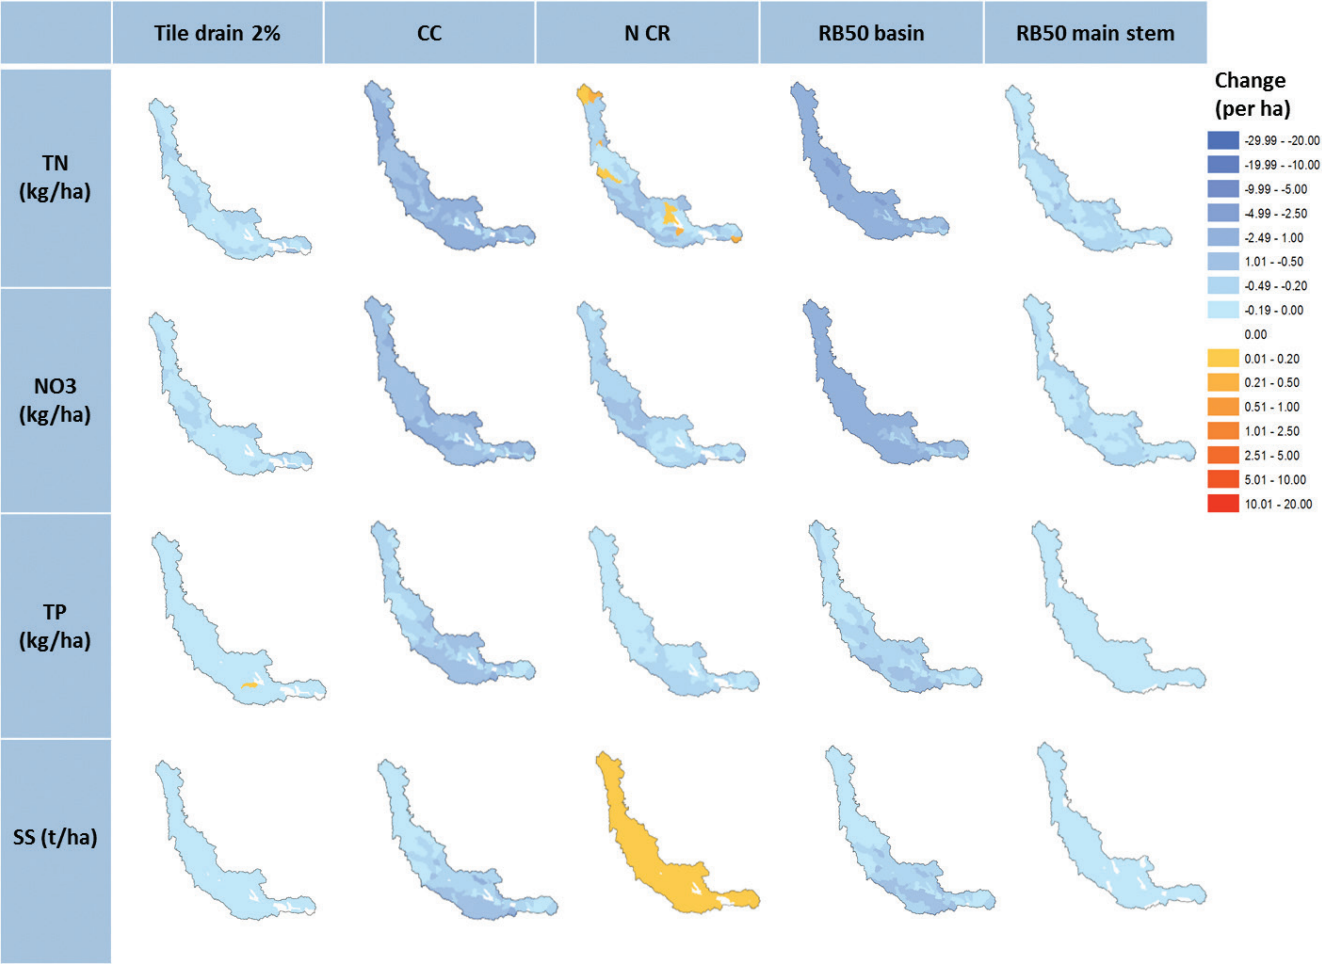 Tile drain 2%
CC
N CR
RB50 basin
RB50 main stem
Change
(per ha)
-29.99 - -20.00
-19.99 - -10.00
-9.99 - -5.00
-4.99 - -2.50
-2.49 - 1.00
1.01 - -0.50
-0.49 - -0.20
-0.19 - 0.00
0.00
0.01 - 0.20
0.21 - 0.50
0.51 - 1.00
1.01 - 2.50
2.51 - 5.00
5.01 - 10.00
10.01 - 20.00
TN
(kg/ha)
NO3
(kg/ha)
TP
(kg/ha)
SS (t/ha)